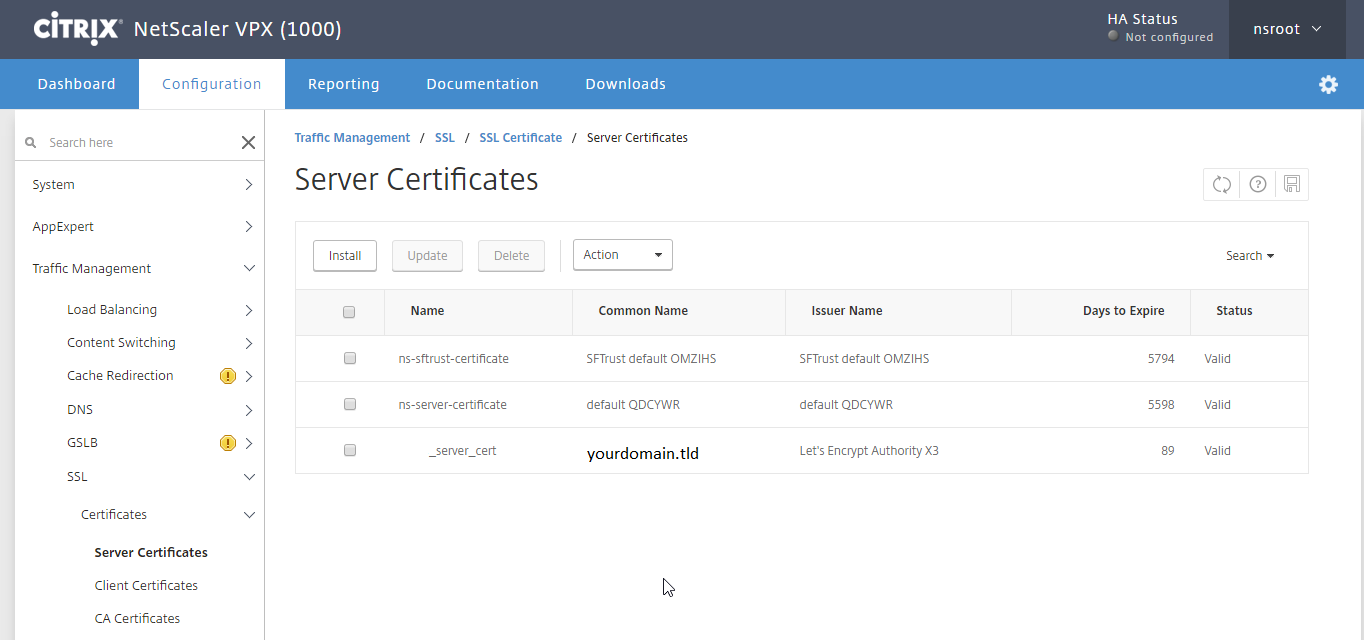 CITRIX NetScaler VPX (1000)
HA Status
Not configured
nsroot
Dashboard Configuration Reporting Documentation Downloads
Search here
System
AppExpert
Traffic Management
Load Balancing
Content Switching
Cache Redirection
DNS
GSLB
SSL
Certificates
Server Certificates
Client Certificates
CA Certificates
Traffic Management / SSL / SSL Certificate / Server Certificates
Server Certificates
Install Update Delete Action Search
Name Common Name Issuer Name Days to Expire Status
ns-sftrust-certificate SFTrust default OMZIHS SFTrust default OMZIHS 5794 Valid
ns-server-certificate default QDCYWR default QDCYWR 5598 Valid
_server_cert yourdomain.tld Let's Encrypt Authority X3 89 Valid